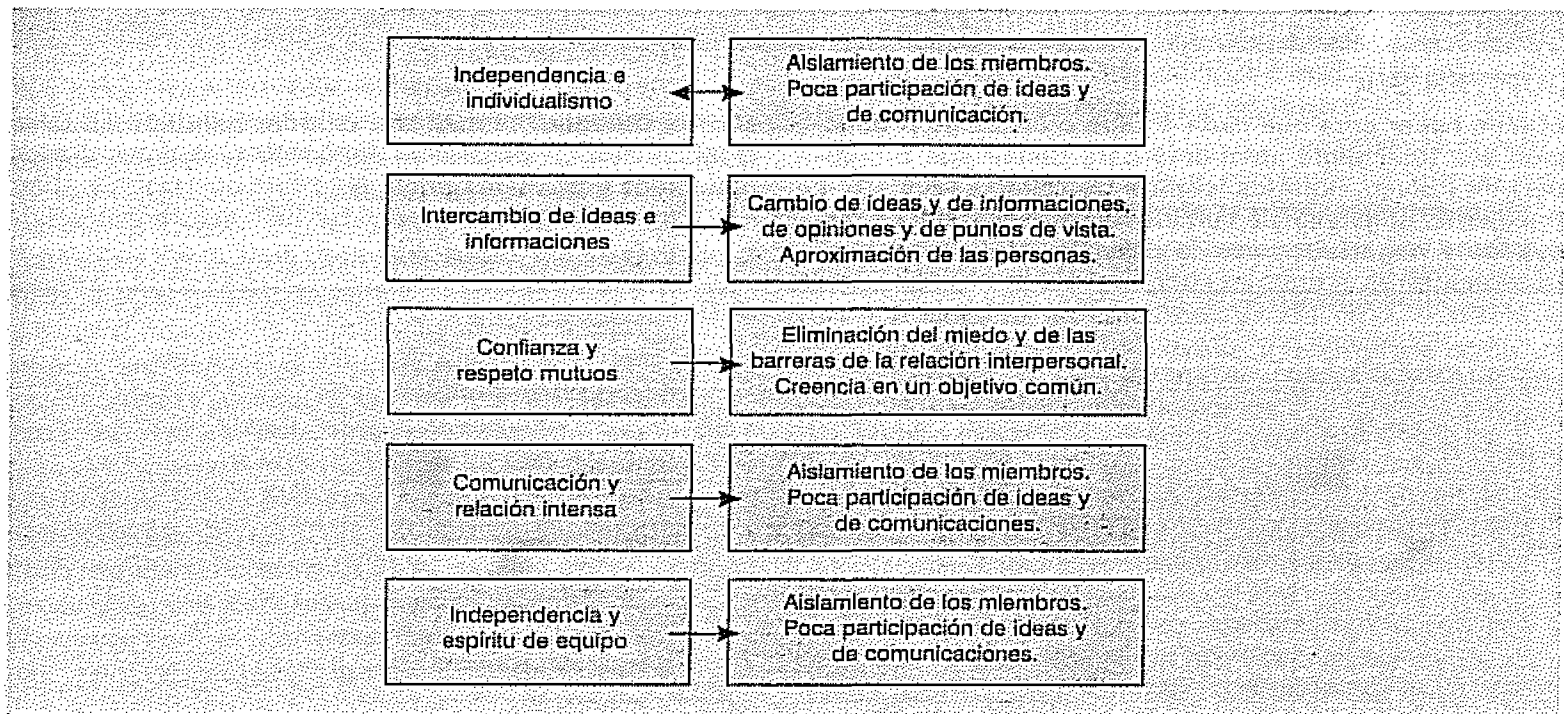 Independencia e
individualismo
Aislamiento de los miembros.
Poca participación de ideas y
de comunicación.
Intercambio de ideas e
informaciones
Cambio de ideas y de informaciones,
de opiniones y de puntos de vista.
Aproximación de las personas.
Confianza y
respeto mutuos
Eliminación del miedo y de las
barreras de la relación interpersonal.
Creencia en un objetivo común.
Comunicación y
relación intensa
Aislamiento de los miembros.
Poca participación de ideas y
de comunicaciones.
Independencia y
espíritu de equipo
Aislamiento de los miembros.
Poca participación de ideas y
de comunicaciones.